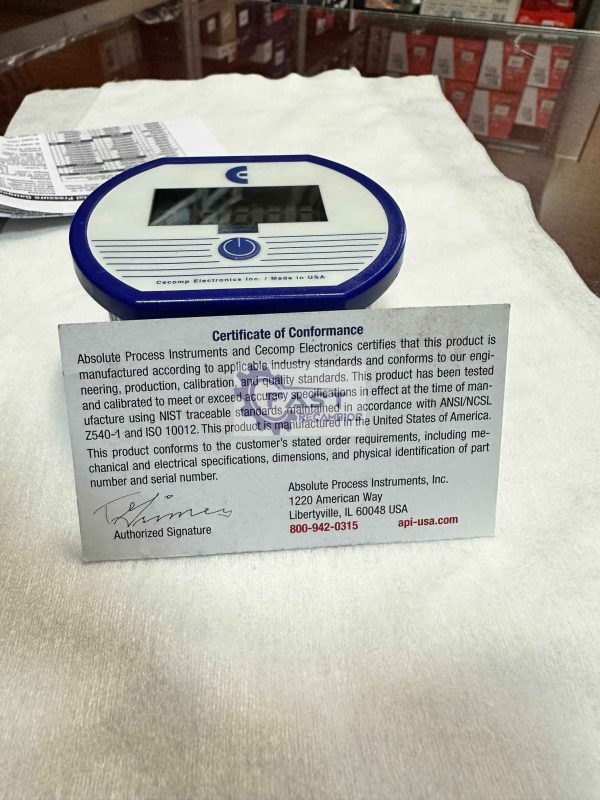 Cecomp Electronics Inc. / Made in USA
Certificate of Conformance
Absolute Process Instruments and Cecomp Electronics certifies that this product is
manufactured according to applicable industry standards and conforms to our engi-
neering, production, calibration, and quality standards. This product has been tested
and calibrated to meet or exceed accuracy specifications in effect at the time of man-
ufacture using NIST traceable standards maintained in accordance with ANSI/NCSL
Z540-1 and ISO 10012. This product is manufactured in the United States of America.
This product conforms to the customer's stated order requirements, including me-
chanical and electrical specifications, dimensions, and physical identification of part
number and serial number.
Authorized Signature
Absolute Process Instruments, Inc.
1220 American Way
Libertyville, IL 60048 USA
800-942-0315 api-usa.com
FAST
RECAMBIOS